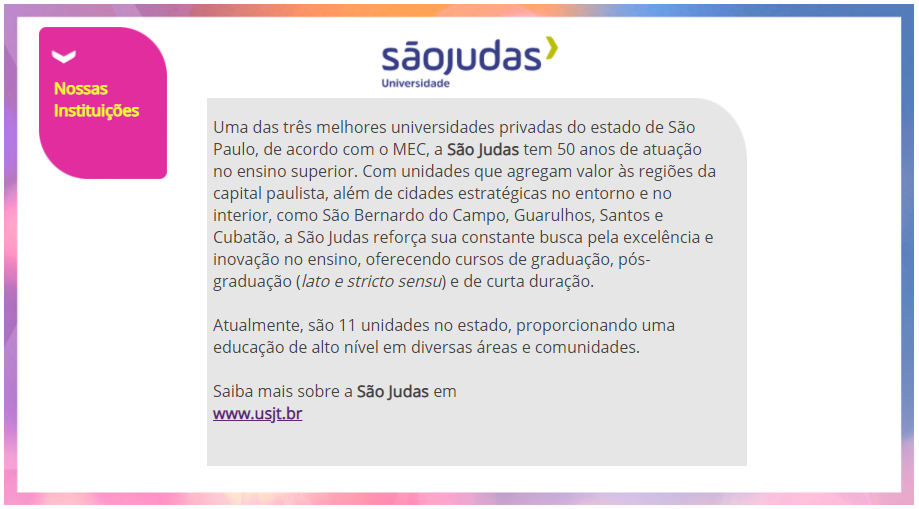 Nossas
Instituições
sãojudas
Universidade
Uma das três melhores universidades privadas do estado de São
Paulo, de acordo com o MEC, a São Judas tem 50 anos de atuação
no ensino superior. Com unidades que agregam valor às regiões da
capital paulista, além de cidades estratégicas no entorno e no
interior, como São Bernardo do Campo, Guarulhos, Santos e
Cubatão, a São Judas reforça sua constante busca pela excelência e
inovação no ensino, oferecendo cursos de graduação, pós-
graduação (lato e stricto sensu) e de curta duração.
Atualmente, são 11 unidades no estado, proporcionando uma
educação de alto nível em diversas áreas e comunidades.
Saiba mais sobre a São Judas em
www.usjt.br